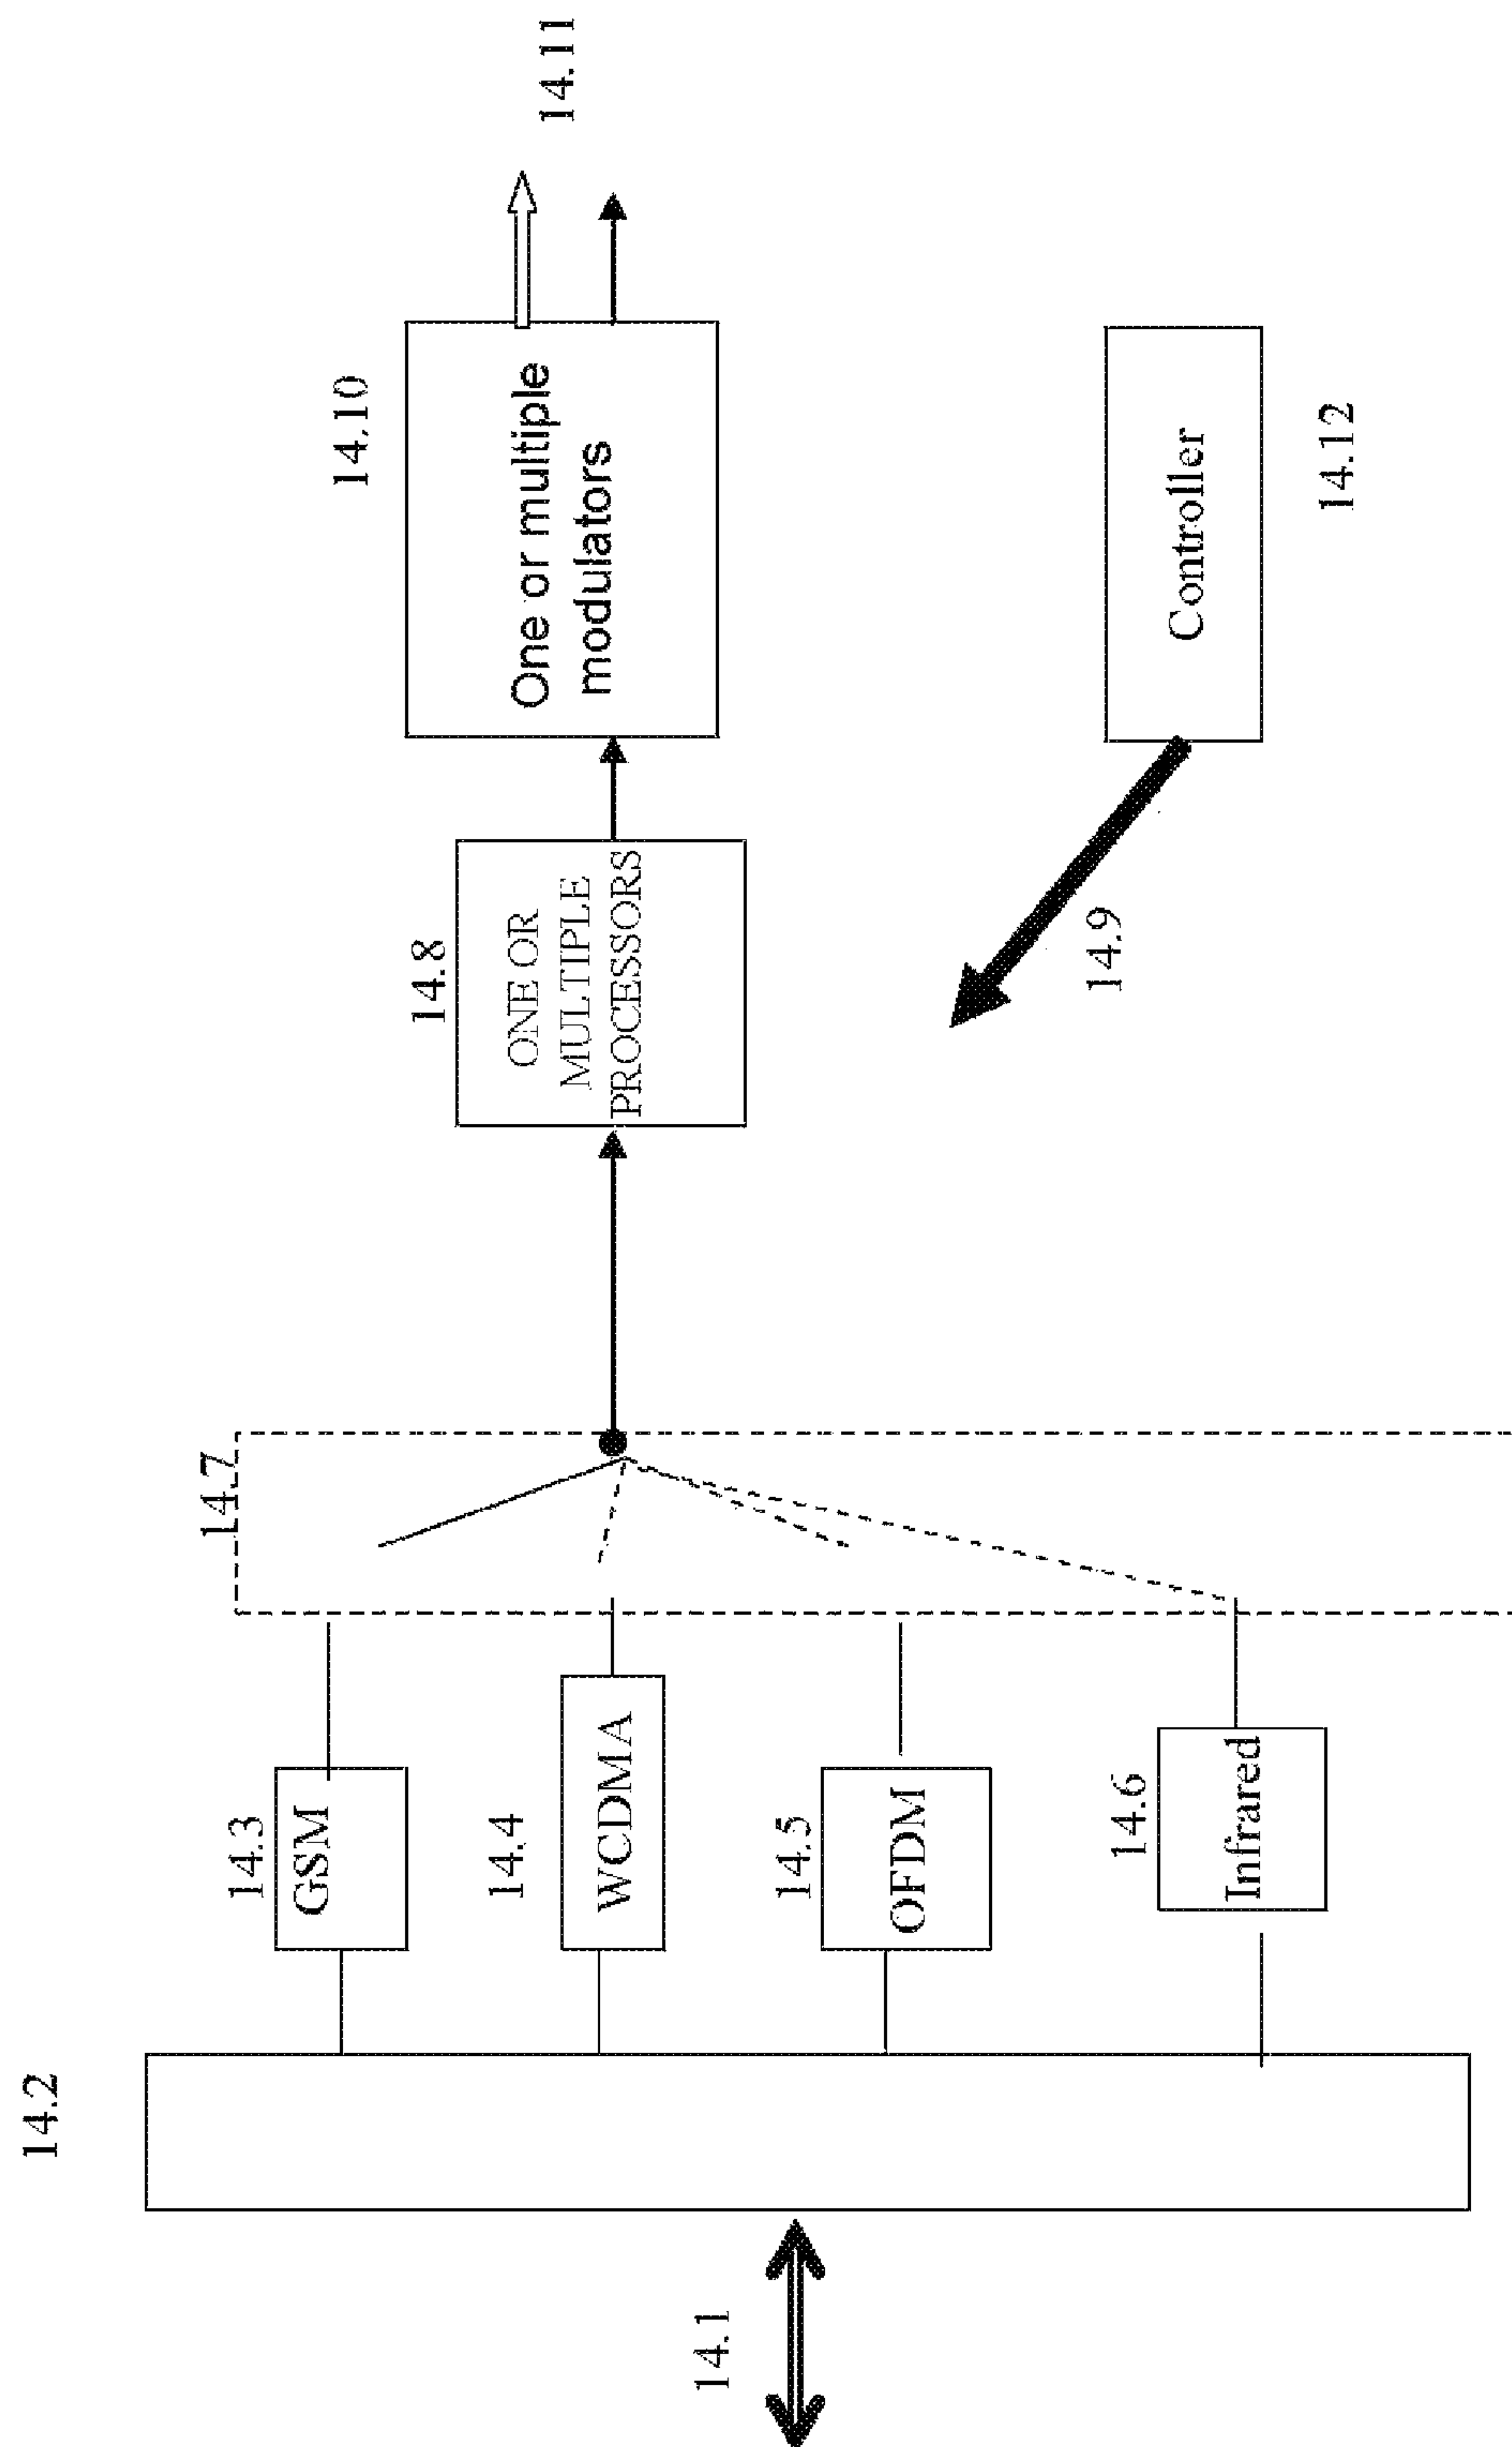 14.1
14.2
14.3
GSM
14.4
WCDMA
14.5
OFDM
14.6
Infrared
14.7
14.8
ONE OR
MULTIPLE
PROCESSORS
14.9
14.10
One or multiple
modulators
14.11
Controller
14.12